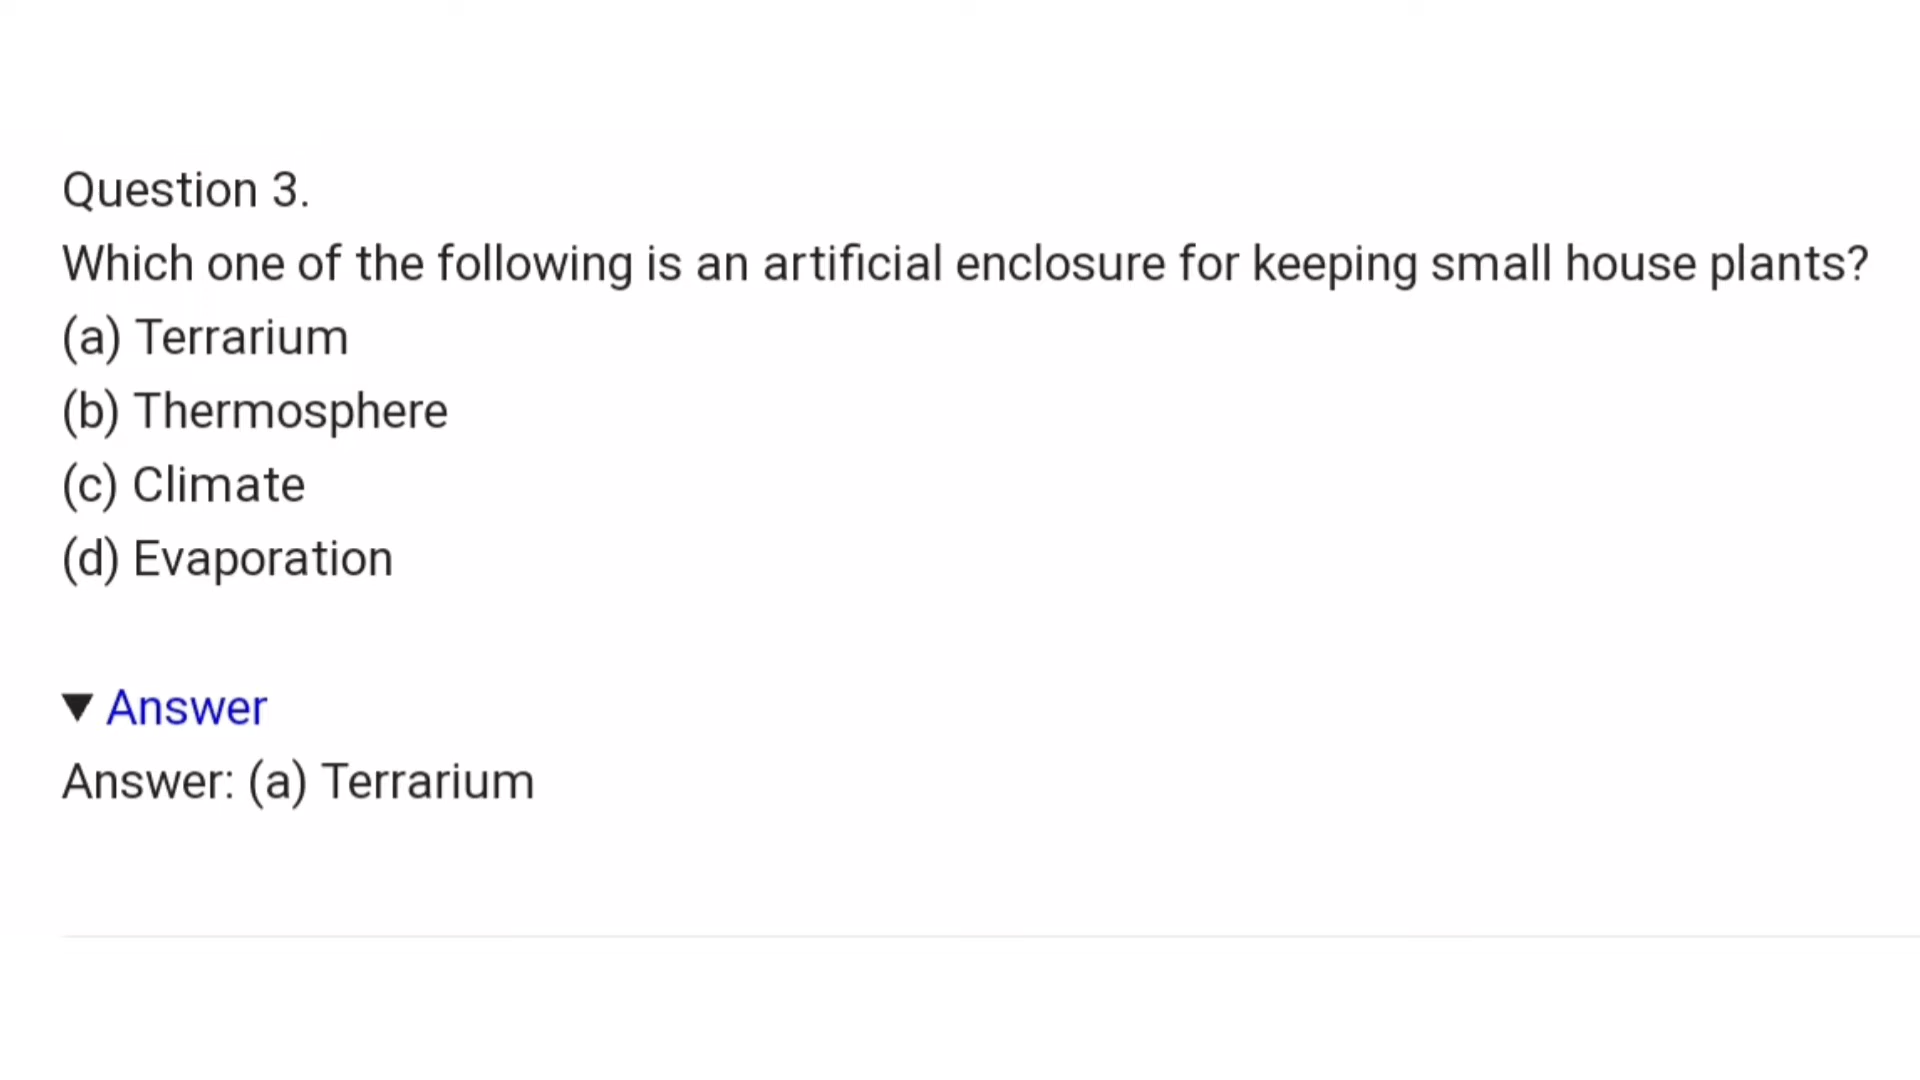 Question 3.
Which one of the following is an artificial enclosure for keeping small house plants?
(a) Terrarium
(b) Thermosphere
(c) Climate
(d) Evaporation
▼ Answer
Answer: (a) Terrarium